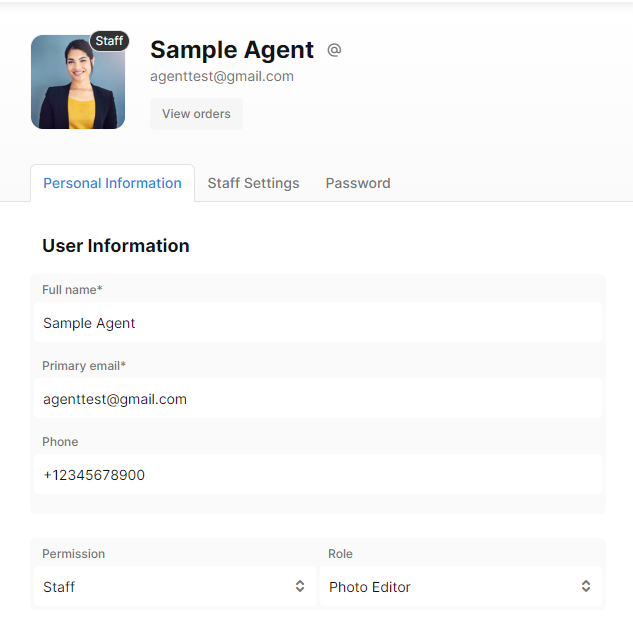 Staff
Sample Agent @
agenttest@gmail.com
View orders
Personal Information Staff Settings Password
User Information
Full name*
Sample Agent
Primary email*
agenttest@gmail.com
Phone
+12345678900
Permission Role
Staff Photo Editor